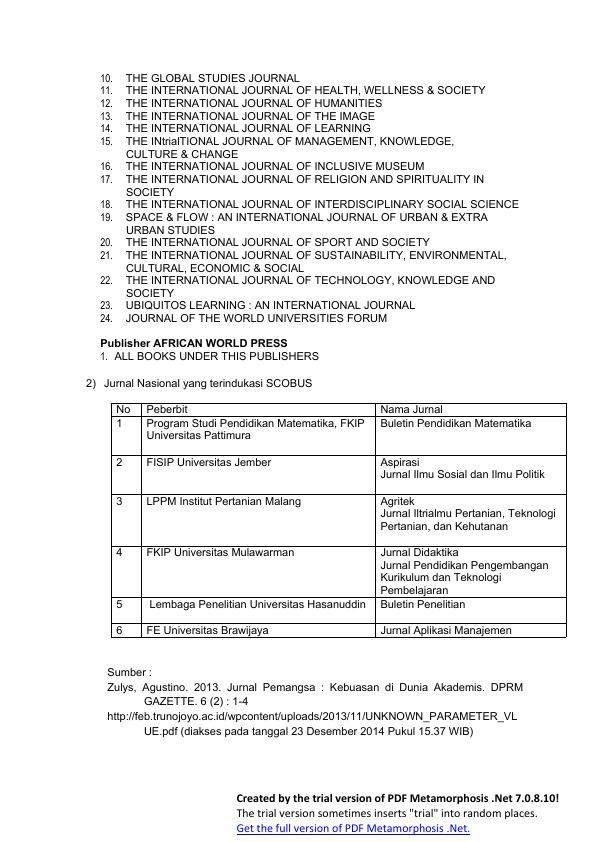 10. THE GLOBAL STUDIES JOURNAL
11. THE INTERNATIONAL JOURNAL OF HEALTH, WELLNESS & SOCIETY
12. THE INTERNATIONAL JOURNAL OF HUMANITIES
13. THE INTERNATIONAL JOURNAL OF THE IMAGE
14. THE INTERNATIONAL JOURNAL OF LEARNING
15. THE INtrialTIONAL JOURNAL OF MANAGEMENT, KNOWLEDGE,
CULTURE & CHANGE
16. THE INTERNATIONAL JOURNAL OF INCLUSIVE MUSEUM
17. THE INTERNATIONAL JOURNAL OF RELIGION AND SPIRITUALITY IN
SOCIETY
18. THE INTERNATIONAL JOURNAL OF INTERDISCIPLINARY SOCIAL SCIENCE
19. SPACE & FLOW : AN INTERNATIONAL JOURNAL OF URBAN & EXTRA
URBAN STUDIES
20. THE INTERNATIONAL JOURNAL OF SPORT AND SOCIETY
21. THE INTERNATIONAL JOURNAL OF SUSTAINABILITY, ENVIRONMENTAL,
CULTURAL, ECONOMIC & SOCIAL
22. THE INTERNATIONAL JOURNAL OF TECHNOLOGY, KNOWLEDGE AND
SOCIETY
23. UBIQUITOS LEARNING : AN INTERNATIONAL JOURNAL
24. JOURNAL OF THE WORLD UNIVERSITIES FORUM
Publisher AFRICAN WORLD PRESS
1. ALL BOOKS UNDER THIS PUBLISHERS
2) Jurnal Nasional yang terindukasi SCOBUS
No Peberbit Nama Jurnal
1 Program Studi Pendidikan Matematika, FKIP Buletin Pendidikan Matematika
Universitas Pattimura
2 FISIP Universitas Jember Aspirasi
Jurnal Ilmu Sosial dan Ilmu Politik
3 LPPM Institut Pertanian Malang Agritek
Jurnal Iltrialmu Pertanian, Teknologi
Pertanian, dan Kehutanan
4 FKIP Universitas Mulawarman Jurnal Didaktika
Jurnal Pendidikan Pengembangan
Kurikulum dan Teknologi
Pembelajaran
5 Lembaga Penelitian Universitas Hasanuddin Buletin Penelitian
6 FE Universitas Brawijaya Jurnal Aplikasi Manajemen
Sumber :
Zulys, Agustino. 2013. Jurnal Pemangsa : Kebuasan di Dunia Akademis. DPRM
GAZETTE. 6 (2) : 1-4
http://feb.trunojoyo.ac.id/wpcontent/uploads/2013/11/UNKNOWN_PARAMETER_VL
UE.pdf (diakses pada tanggal 23 Desember 2014 Pukul 15.37 WIB)
Created by the trial version of PDF Metamorphosis .Net 7.0.8.10!
The trial version sometimes inserts "trial" into random places.
Get the full version of PDF Metamorphosis .Net.